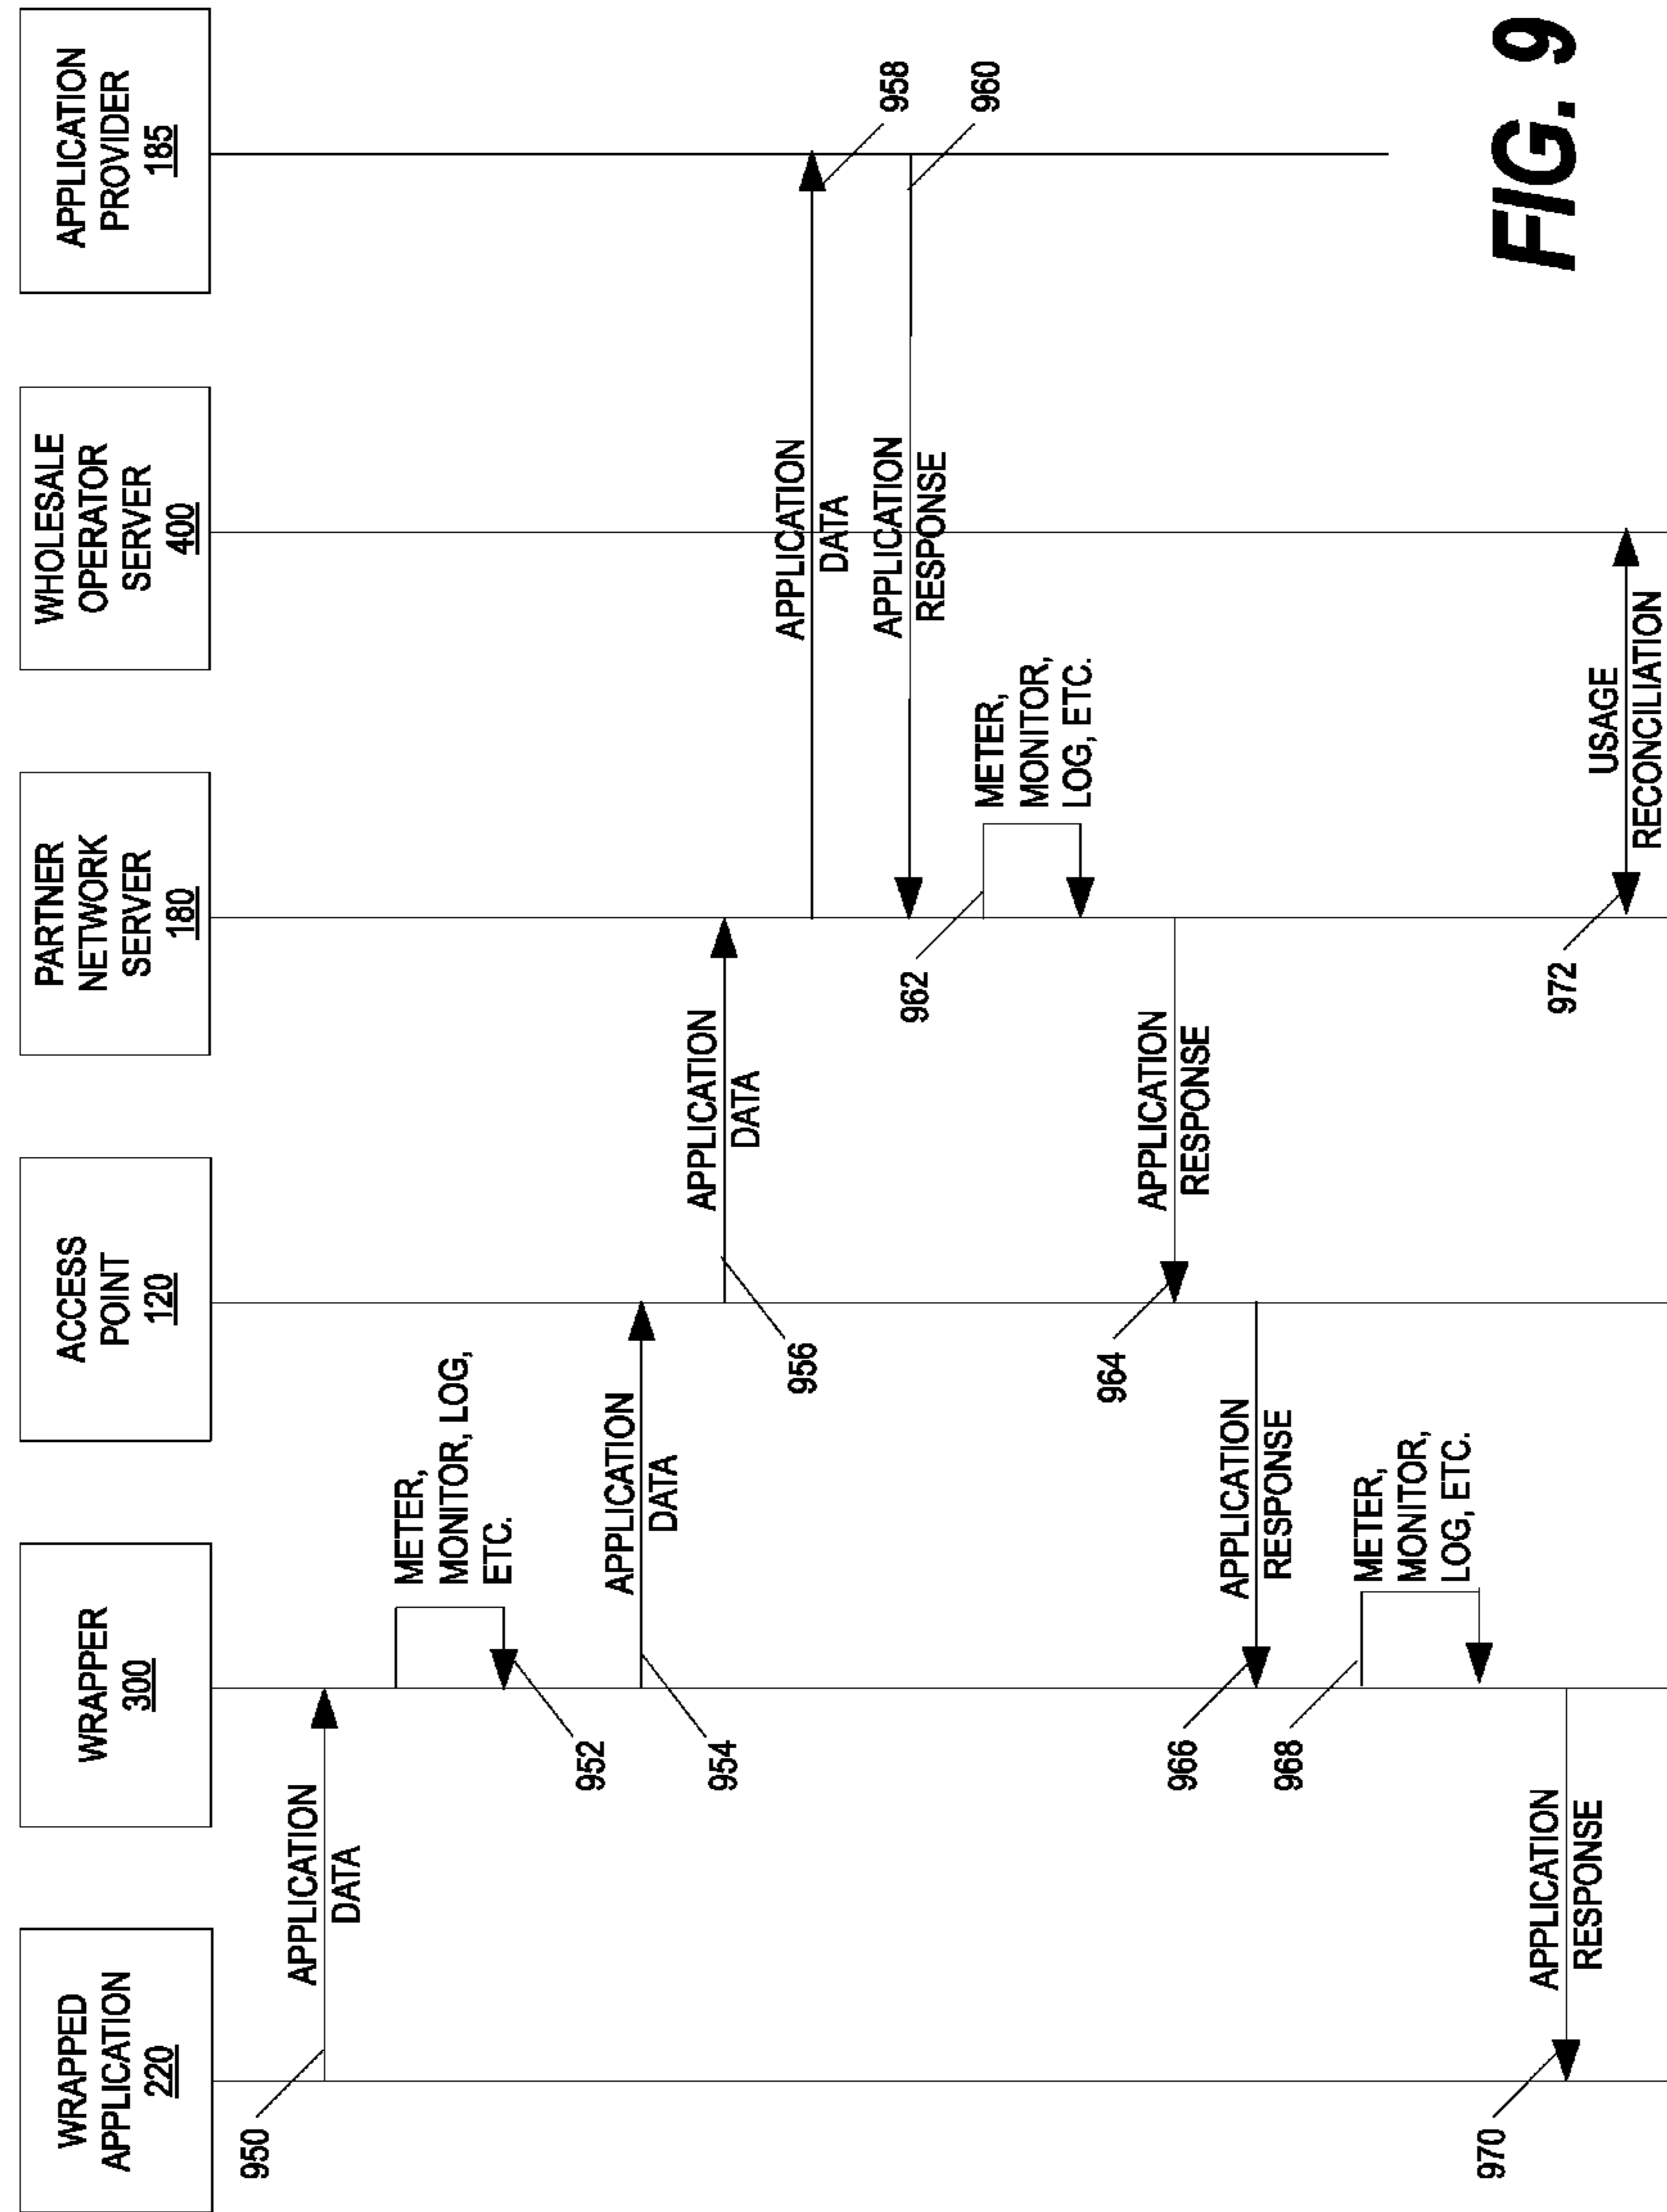 WRAPPED
APPLICATION
220
WRAPPER
300
ACCESS
POINT
120
PARTNER
NETWORK
SERVER
180
WHOLESALE
OPERATOR
SERVER
400
APPLICATION
PROVIDER
185
950
APPLICATION
DATA
METER,
MONITOR, LOG,
ETC.
952
APPLICATION
DATA
954
APPLICATION
DATA
956
APPLICATION
DATA
958
APPLICATION
RESPONSE
960
METER,
MONITOR,
LOG, ETC.
962
APPLICATION
RESPONSE
964
APPLICATION
RESPONSE
966
METER,
MONITOR,
LOG, ETC.
968
APPLICATION
RESPONSE
970
USAGE
RECONCILIATION
972
FIG. 9